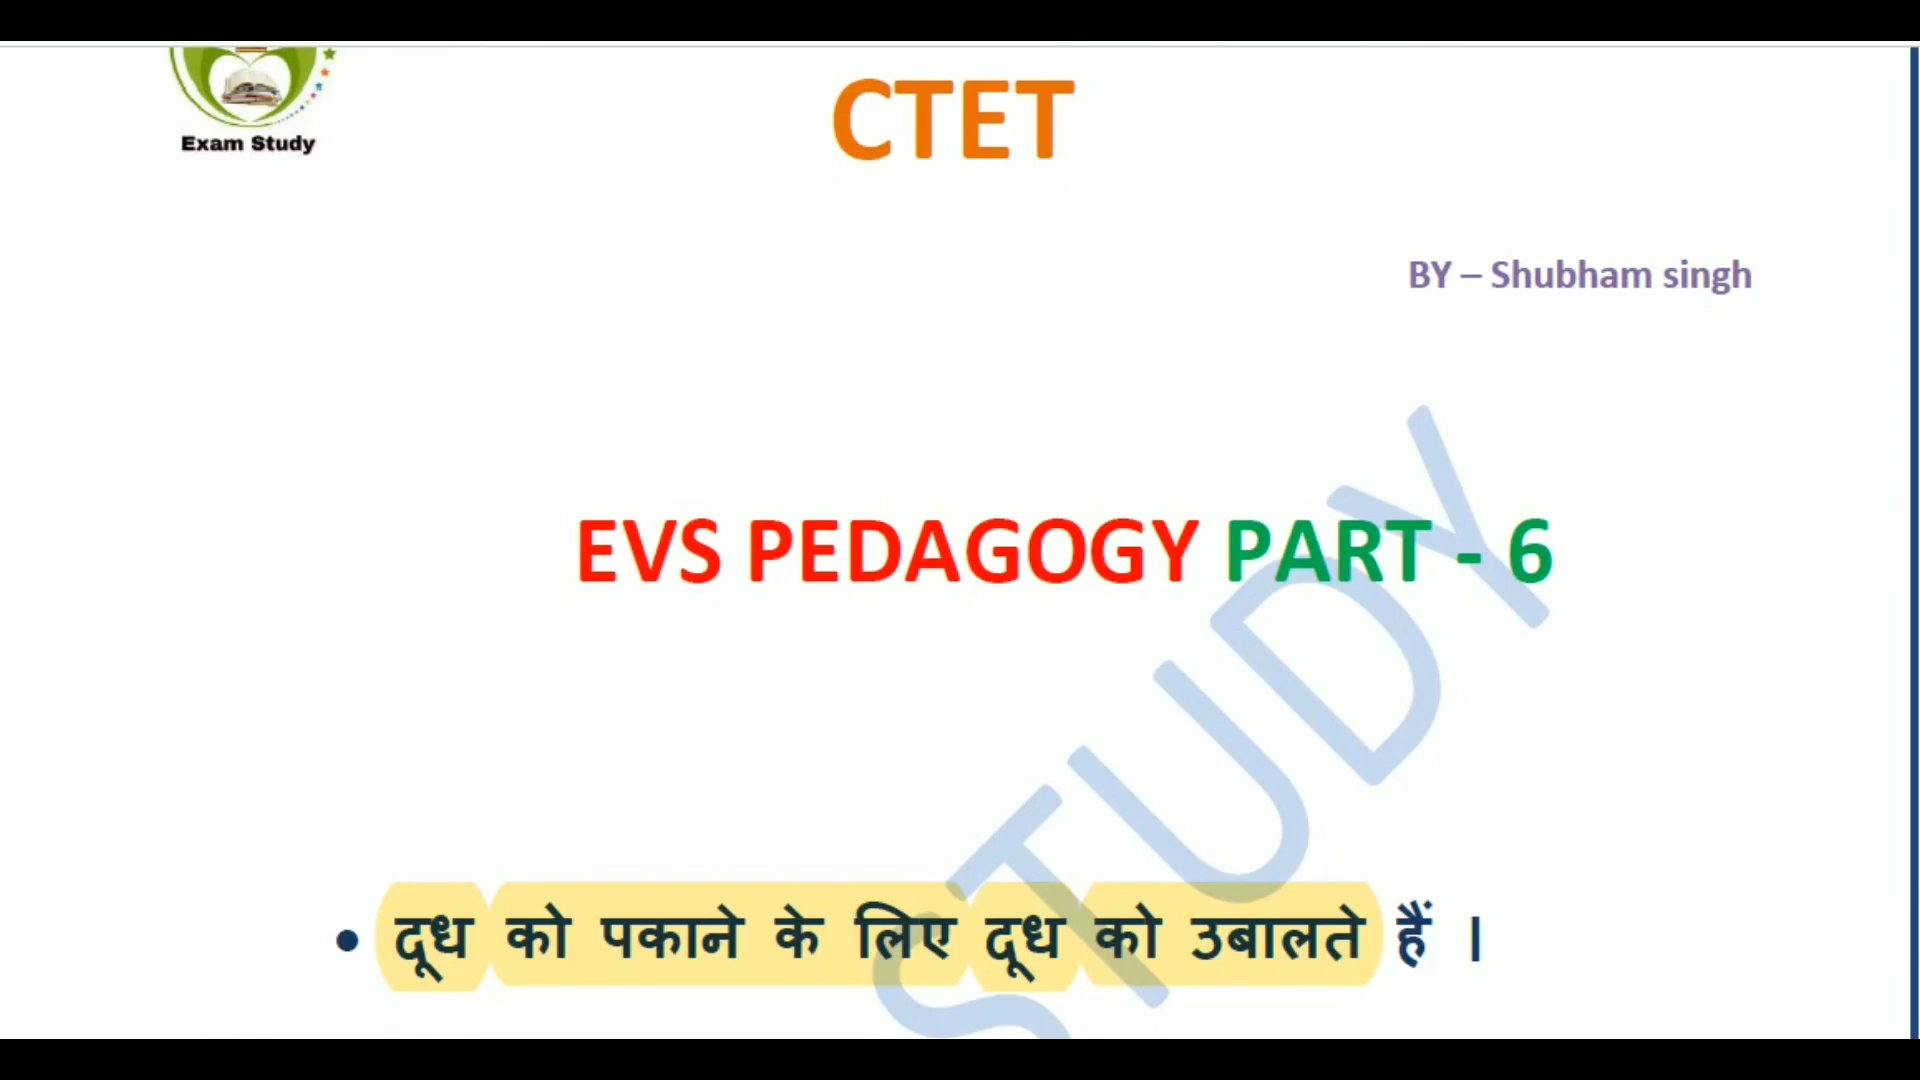 Exam Study
CTET
BY – Shubham singh
EVS PEDAGOGY PART - 6
• दूध को पकाने के लिए दूध को उबालते हैं ।
STUDY